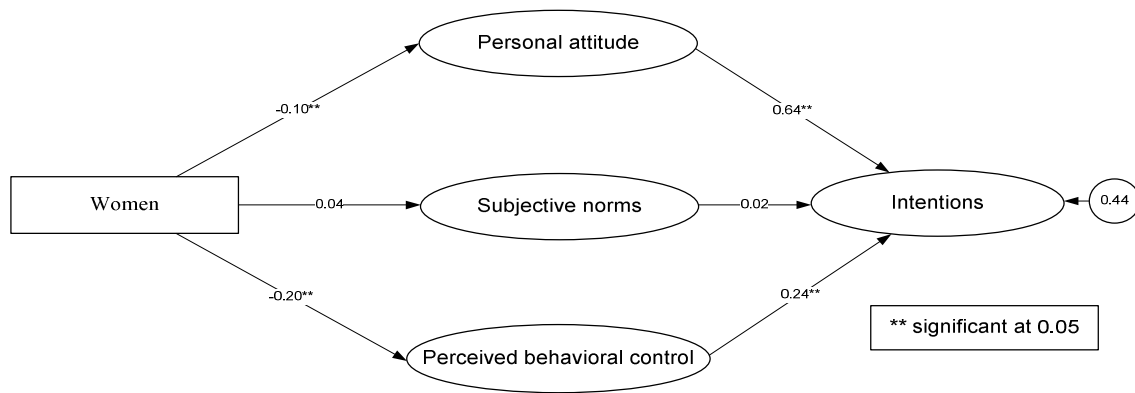 Personal attitude
-0.10**
0.64**
Women
0.04
Subjective norms
0.02
Intentions
0.44
-0.20**
0.24**
Perceived behavioral control
** significant at 0.05